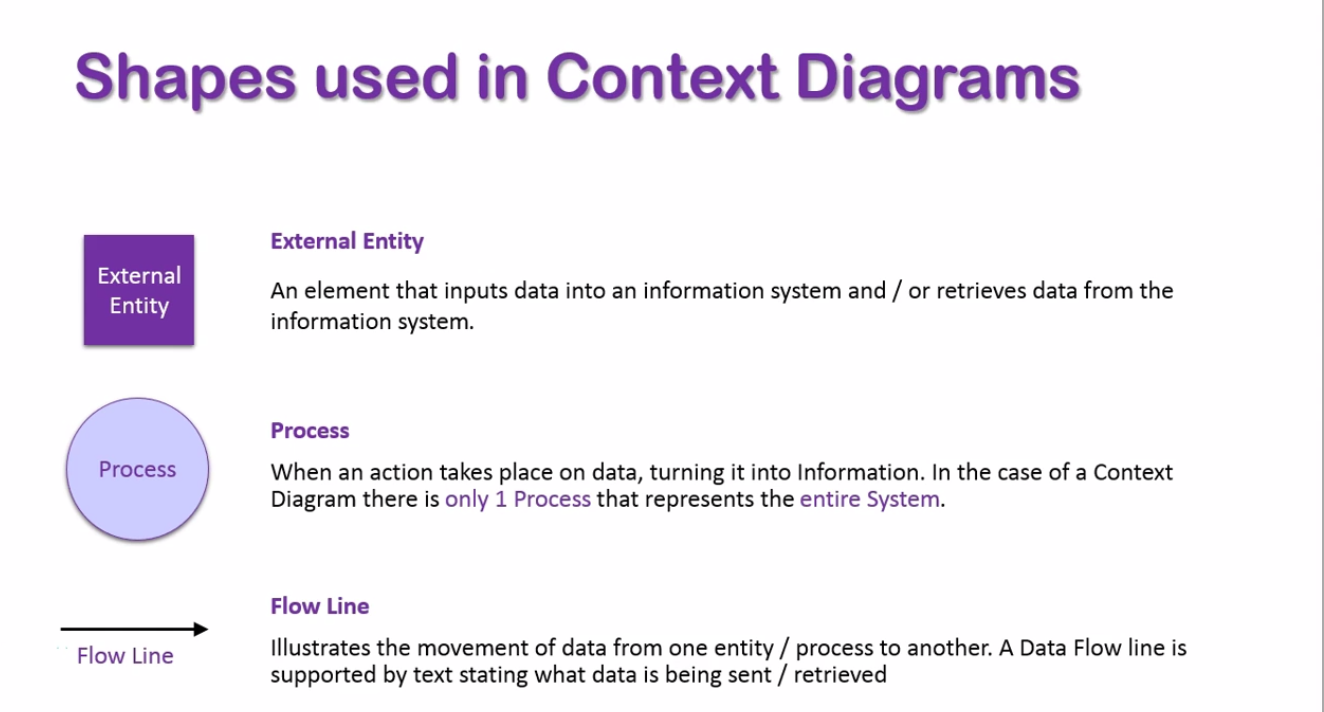 Shapes used in Context Diagrams
External
Entity
External Entity
An element that inputs data into an information system and / or retrieves data from the
information system.
Process
Process
When an action takes place on data, turning it into Information. In the case of a Context
Diagram there is only 1 Process that represents the entire System.
Flow Line
Flow Line
Illustrates the movement of data from one entity / process to another. A Data Flow line is
supported by text stating what data is being sent / retrieved